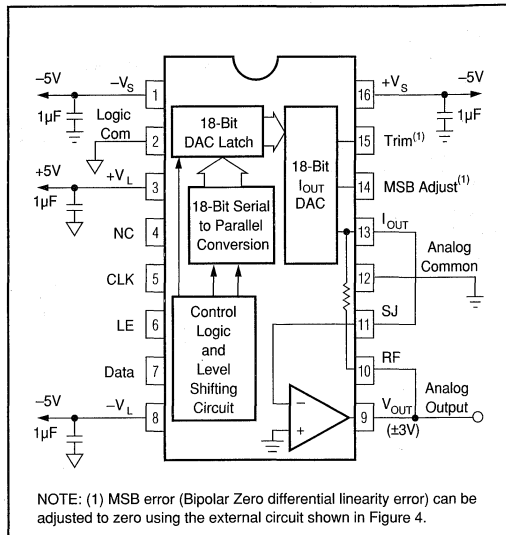 –5V
–V_S
1
1µF
Logic
Com
2
+5V
+V_L
3
1µF
NC
4
CLK
5
LE
6
Data
7
–5V
–V_L
8
1µF
18-Bit
DAC Latch
18-Bit Serial
to Parallel
Conversion
Control
Logic
and
Level
Shifting
Circuit
18-Bit
I_OUT
DAC
–
+
16
+V_S
–5V
1µF
15
Trim(1)
14
MSB Adjust(1)
13
I_OUT
12
Analog
Common
11
SJ
10
RF
9
V_OUT
(±3V)
Analog
Output
NOTE: (1) MSB error (Bipolar Zero differential linearity error) can be
adjusted to zero using the external circuit shown in Figure 4.